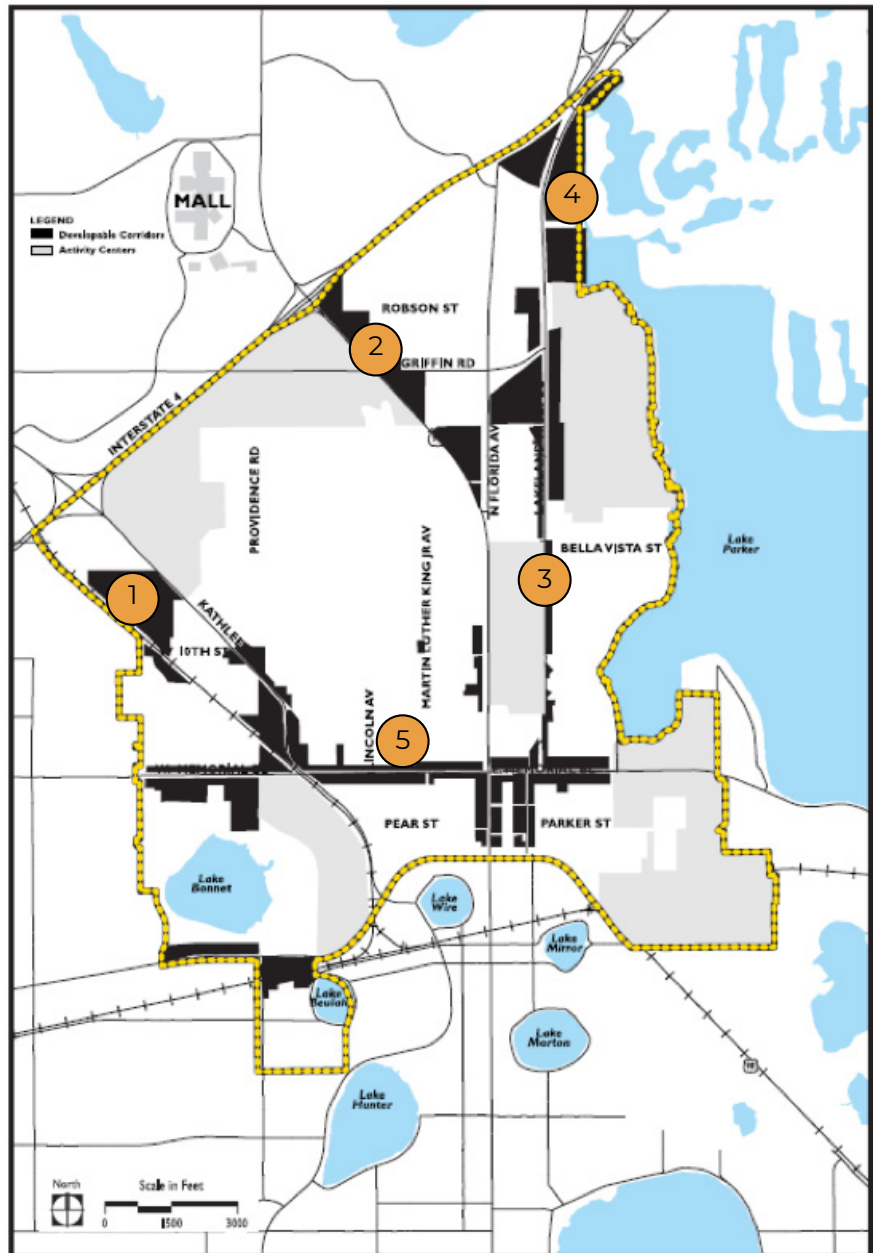 4
MALL
LEGEND
Developable Corridors
Activity Centers
ROBSON ST
2
GRIFFIN RD
INTERSTATE 4
PROVIDENCE RD
N FLORIDA AV
LAKELAND
MARTIN LUTHER KING JR AV
BELLA VISTA ST
Lake
Parker
3
1
KATHLE
10TH ST
LINCOLN AV
5
PEAR ST
PARKER ST
Lake
Bonnet
Lake
Wire
Lake
Mirror
Lake
Beulah
Lake
Morton
98
Lake
Hunter
North
Scale in Feet
0
1500
3000